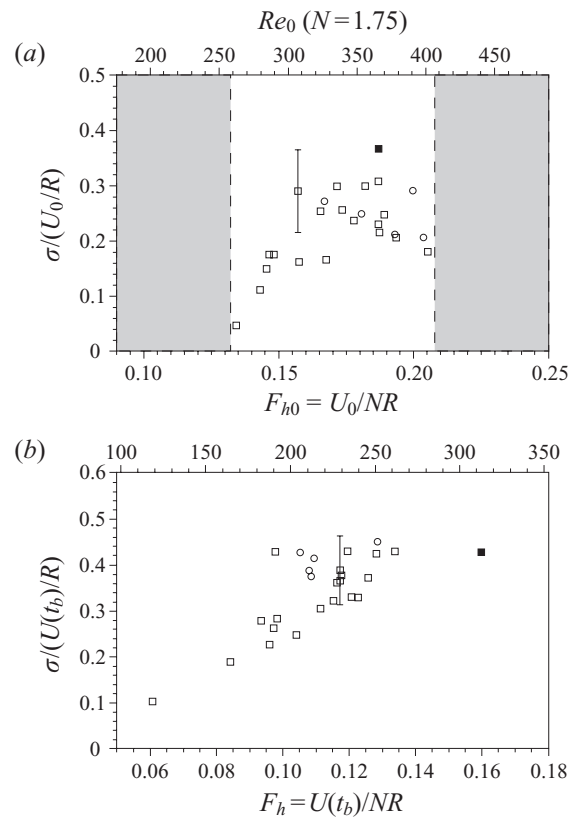 Re0 (N=1.75)
(a) 200 250 300 350 400 450
0.5
0.4
0.3
0.2
0.1
0
σ/(U0/R)
0.10 0.15 0.20 0.25
Fh0 = U0/NR
(b) 100 150 200 250 300 350
0.6
0.5
0.4
0.3
0.2
0.1
0
σ/(U(tb)/R)
0.06 0.08 0.10 0.12 0.14 0.16 0.18
Fh = U(tb)/NR